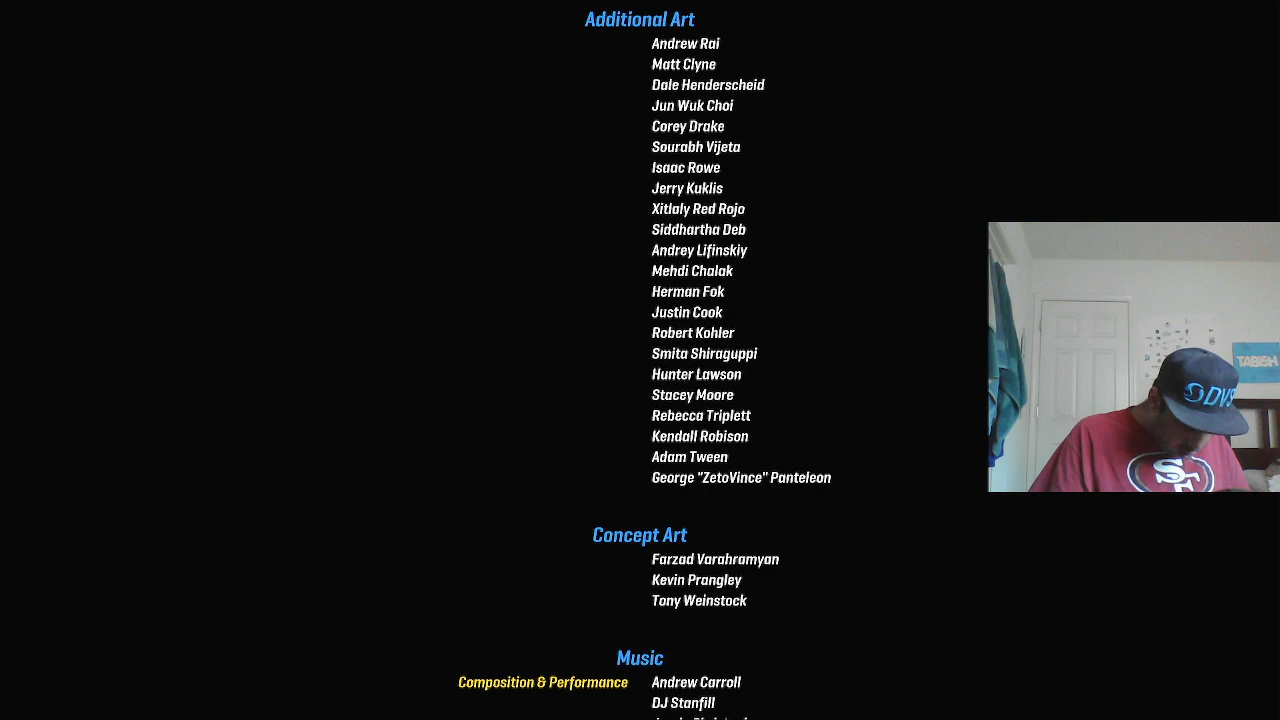 Additional Art
Andrew Rai
Matt Clyne
Dale Henderscheid
Jun Wuk Choi
Corey Drake
Sourabh Vijeta
Isaac Rowe
Jerry Kuklis
Xitlaly Red Rojo
Siddhartha Deb
Andrey Lifinskiy
Mehdi Chalak
Herman Fok
Justin Cook
Robert Kohler
Smita Shiraguppi
Hunter Lawson
Stacey Moore
Rebecca Triplett
Kendall Robison
Adam Tween
George "ZetoVince" Panteleon
Concept Art
Farzad Varahramyan
Kevin Prangley
Tony Weinstock
Music
Composition & Performance Andrew Carroll
DJ Stanfill
TABISH
DVS
SF